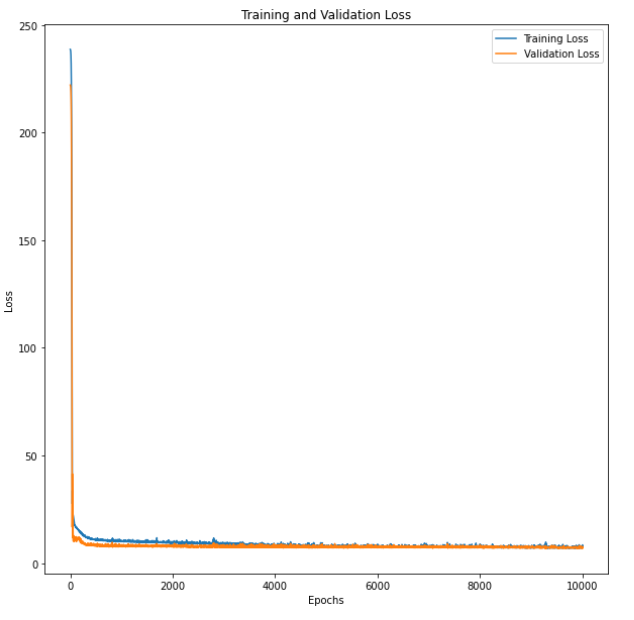 Training and Validation Loss
Training Loss
Validation Loss
250
200
150
100
50
0
Loss
0 2000 4000 6000 8000 10000
Epochs